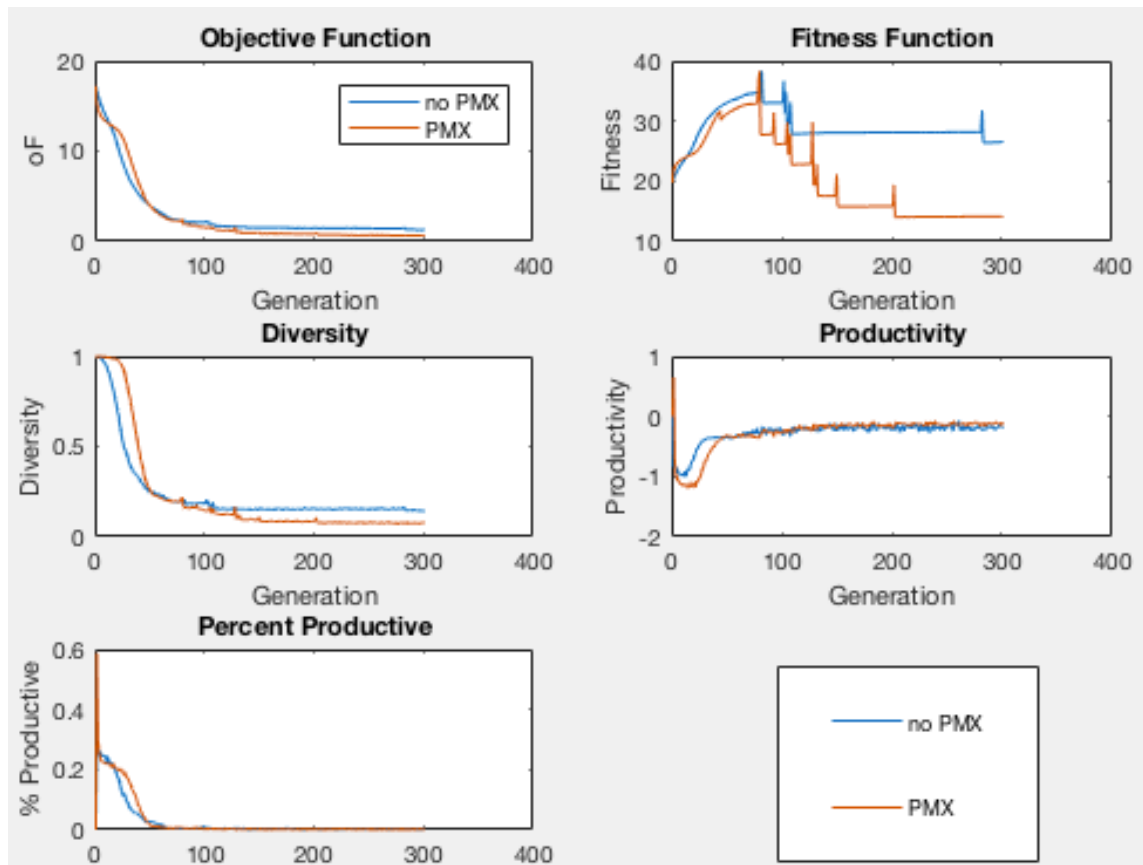 Objective Function
20
10
0
oF
no PMX
PMX
0 100 200 300 400
Generation
Fitness Function
40
30
20
10
Fitness
0 100 200 300 400
Generation
Diversity
1
0.5
0
Diversity
0 100 200 300 400
Generation
Productivity
1
0
-1
-2
Productivity
0 100 200 300 400
Percent Productive
0.6
0.4
0.2
0
% Productive
0 100 200 300 400
no PMX
PMX